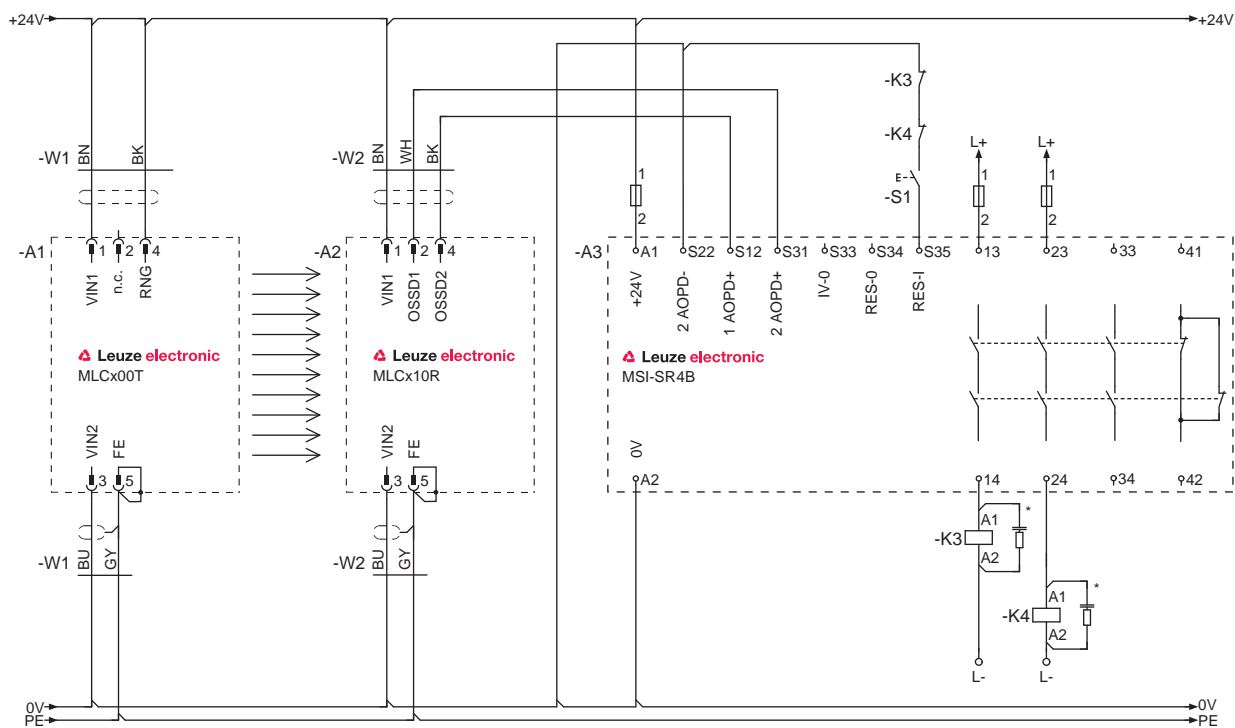 +24V
+24V
-K3
-K4
L+
L+
-W1
BN
BK
-W2
BN
WH
BK
E
-S1
1
2
1
2
1
2
-A1
1
2
4
-A2
1
2
4
-A3
A1
S22
S12
S31
S33
S34
S35
13
23
33
41
VIN1
n.c.
RNG
VIN1
OSSD1
OSSD2
+24V
2 AOPD-
1 AOPD+
2 AOPD+
IV-0
RES-0
RES-I
Leuze electronic
MLCx00T
Leuze electronic
MLCx10R
Leuze electronic
MSI-SR4B
VIN2
FE
VIN2
FE
0V
3
5
3
5
A2
14
24
34
42
-W1
BU
GY
-W2
BU
GY
-K3
A1
A2
*
-K4
A1
A2
*
L-
L-
0V
0V
PE
PE